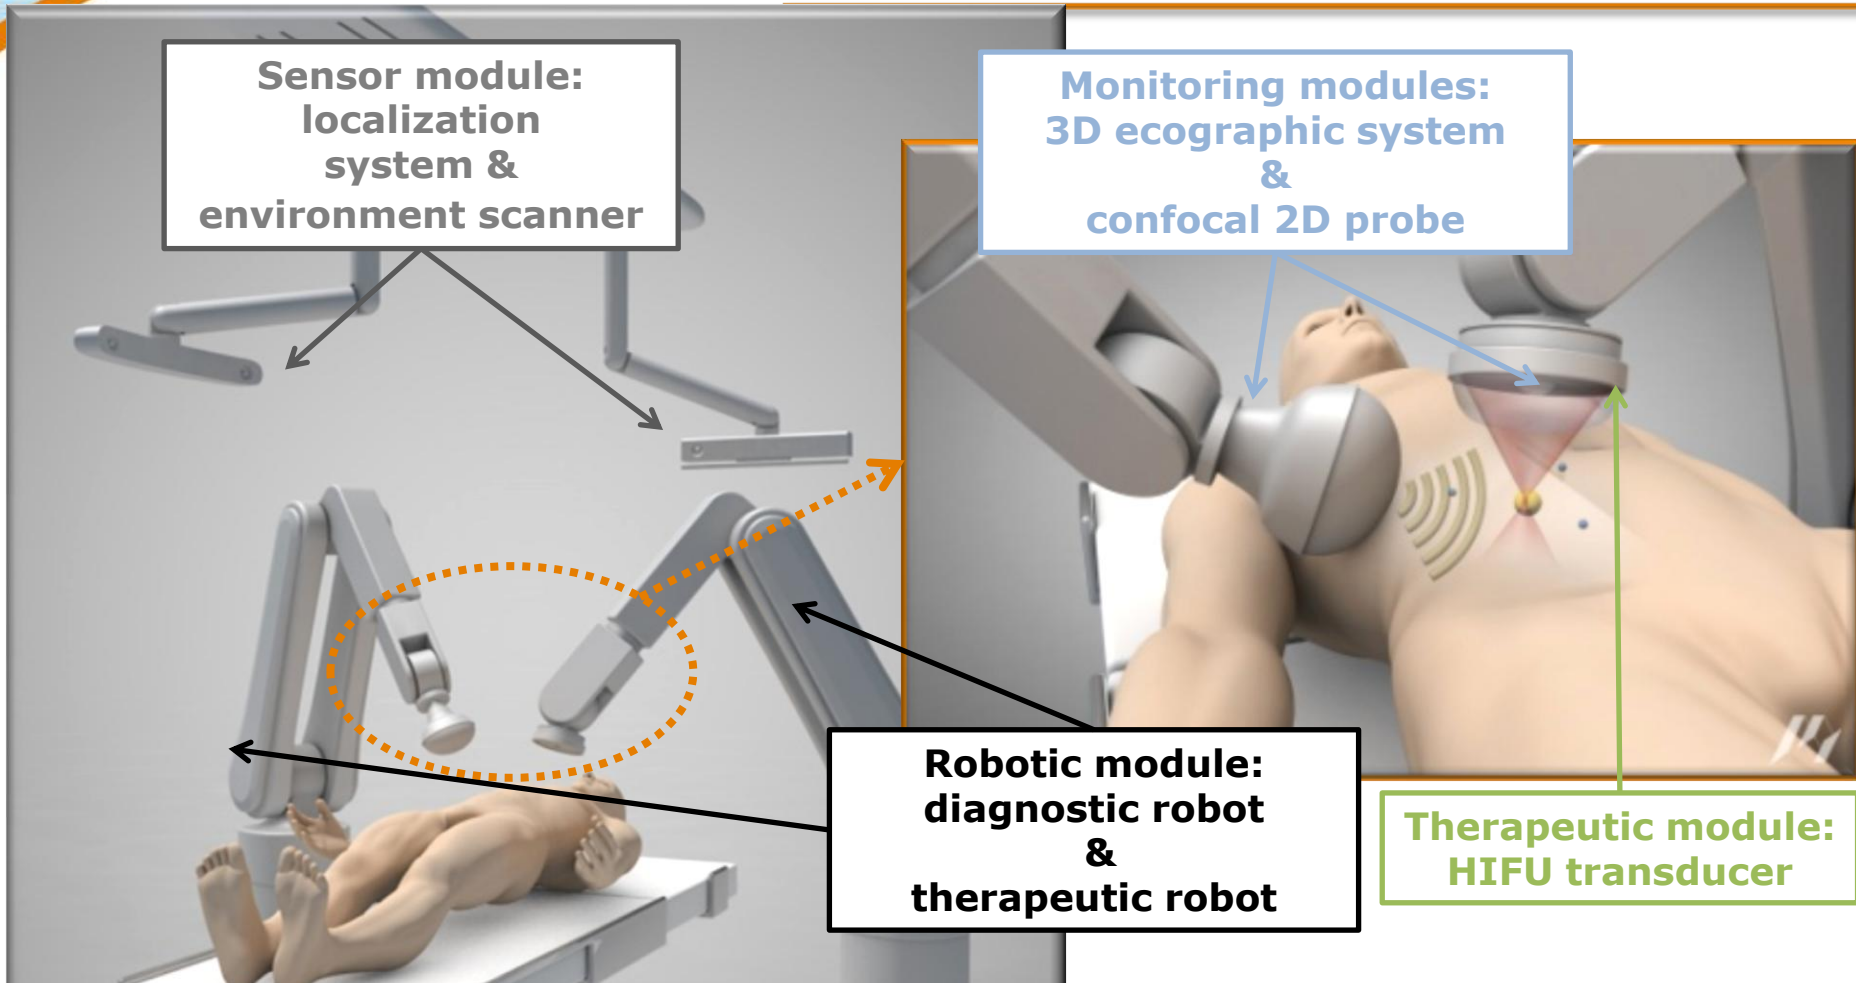 Sensor module:
localization
system &
environment scanner
Monitoring modules:
3D ecographic system
&
confocal 2D probe
Robotic module:
diagnostic robot
&
therapeutic robot
Therapeutic module:
HIFU transducer